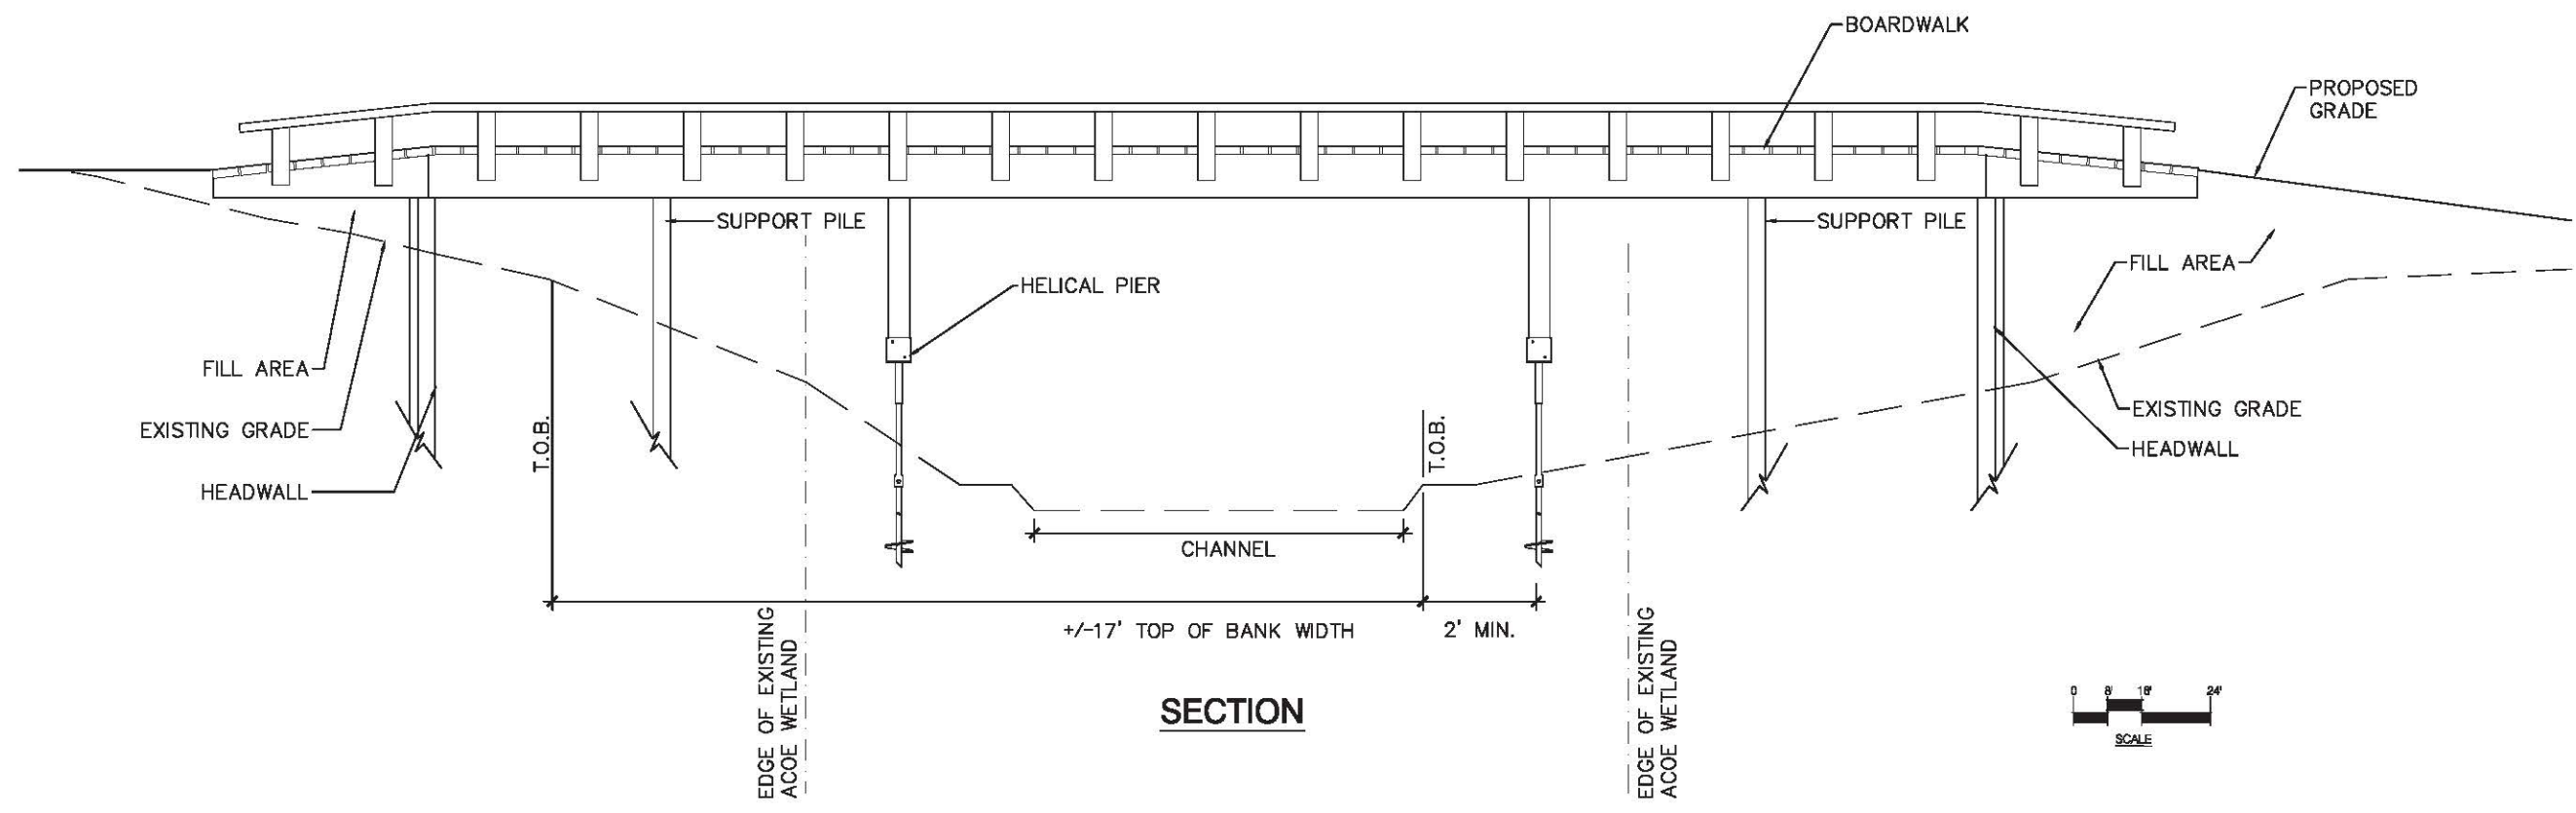 BOARDWALK
PROPOSED
GRADE
SUPPORT PILE
SUPPORT PILE
FILL AREA
HELICAL PIER
FILL AREA
EXISTING GRADE
EXISTING GRADE
T.O.B.
T.O.B.
HEADWALL
HEADWALL
CHANNEL
+/-17' TOP OF BANK WIDTH
2' MIN.
EDGE OF EXISTING
ACOE WETLAND
EDGE OF EXISTING
ACOE WETLAND
SECTION
0 8' 16' 24'
SCALE